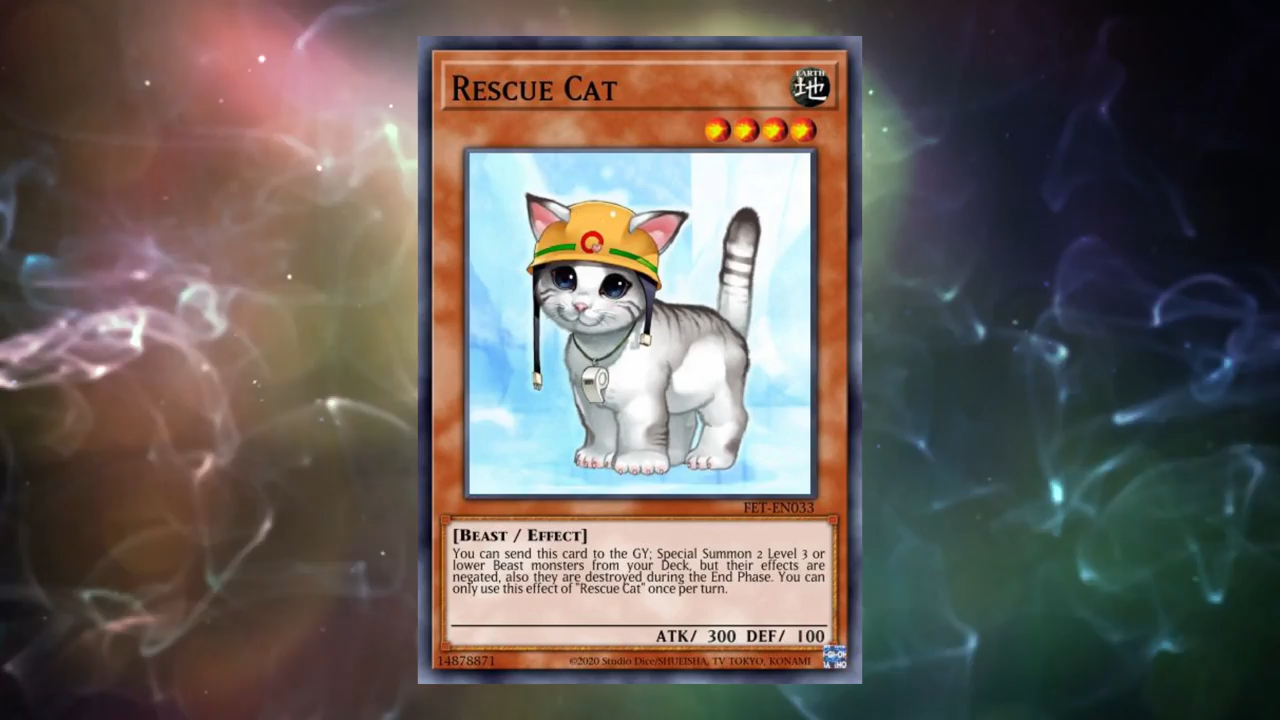 Rescue Cat
EARTH
地
FET-EN033
[Beast / Effect]
You can send this card to the GY; Special Summon 2 Level 3 or
lower Beast monsters from your Deck, but their effects are
negated, also they are destroyed during the End Phase. You can
only use this effect of "Rescue Cat" once per turn.
ATK/ 300 DEF/ 100
14878871
©2020 Studio Dice/SHUEISHA, TV TOKYO, KONAMI